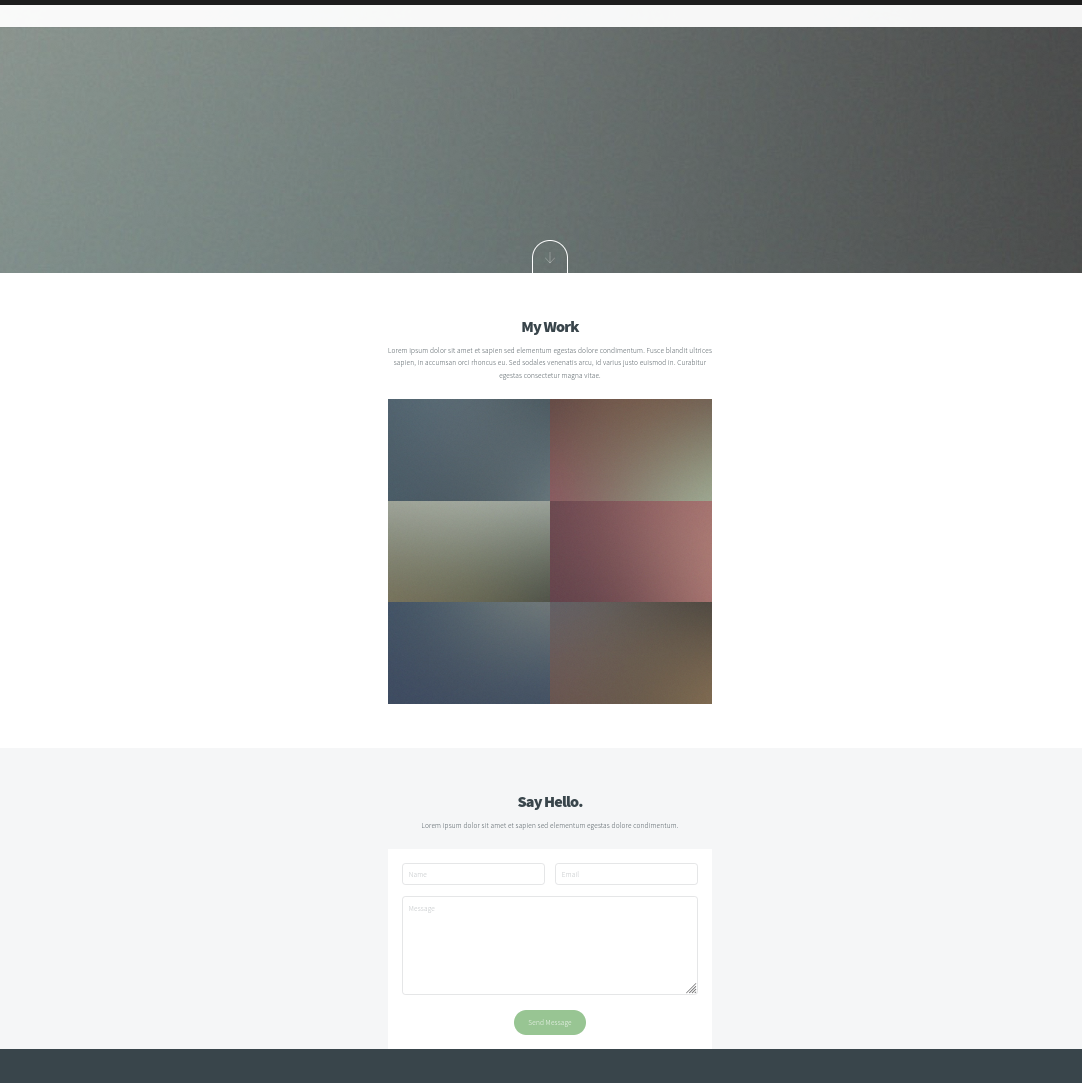 My Work
Lorem ipsum dolor sit amet et sapien sed elementum egestas dolore condimentum. Fusce blandit ultrices
sapien, in accumsan orci rhoncus eu. Sed sodales venenatis arcu, id varius justo euismod in. Curabitur
egestas consectetur magna vitae.
Say Hello.
Lorem ipsum dolor sit amet et sapien sed elementum egestas dolore condimentum.
Name
Email
Message
Send Message